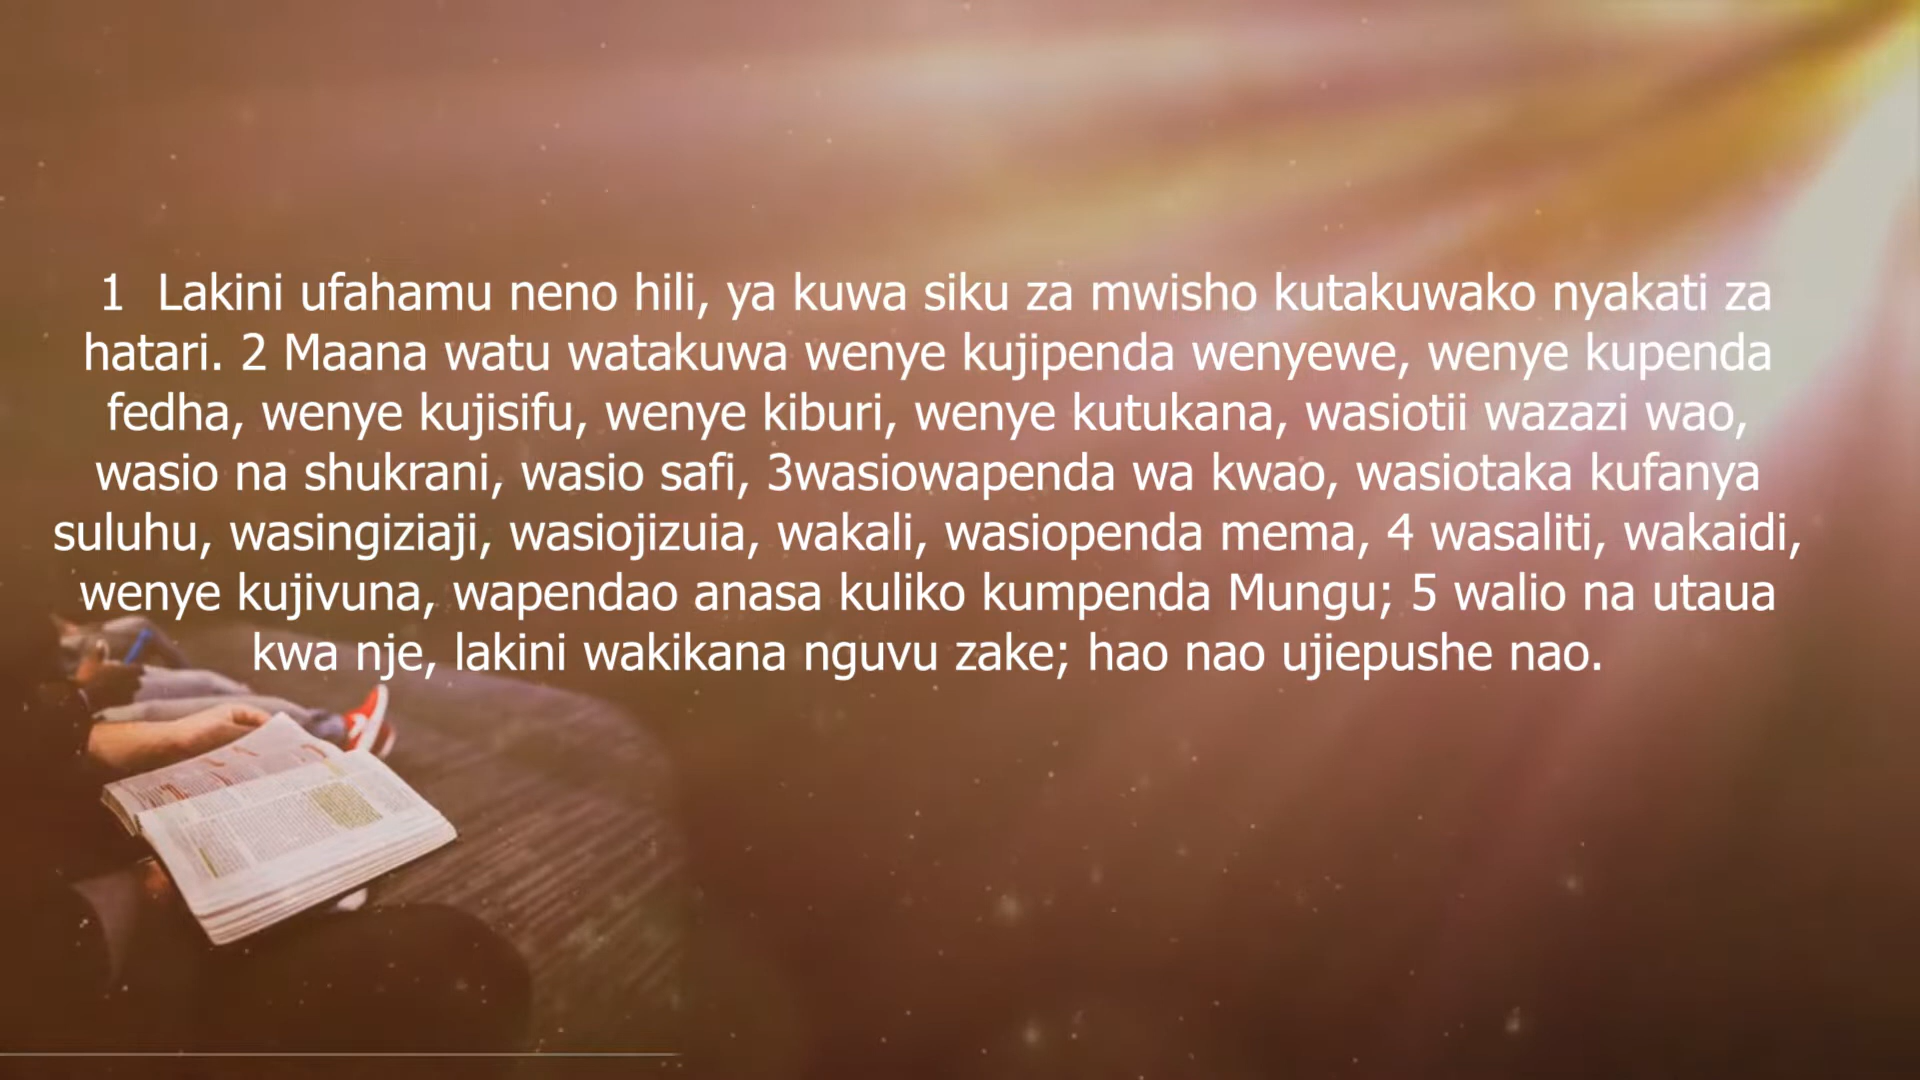 1  Lakini ufahamu neno hili, ya kuwa siku za mwisho kutakuwako nyakati za
hatari. 2 Maana watu watakuwa wenye kujipenda wenyewe, wenye kupenda
fedha, wenye kujisifu, wenye kiburi, wenye kutukana, wasiotii wazazi wao,
wasio na shukrani, wasio safi, 3wasiowapenda wa kwao, wasiotaka kufanya
suluhu, wasingiziaji, wasiojizuia, wakali, wasiopenda mema, 4 wasaliti, wakaidi,
wenye kujivuna, wapendao anasa kuliko kumpenda Mungu; 5 walio na utaua
kwa nje, lakini wakikana nguvu zake; hao nao ujiepushe nao.